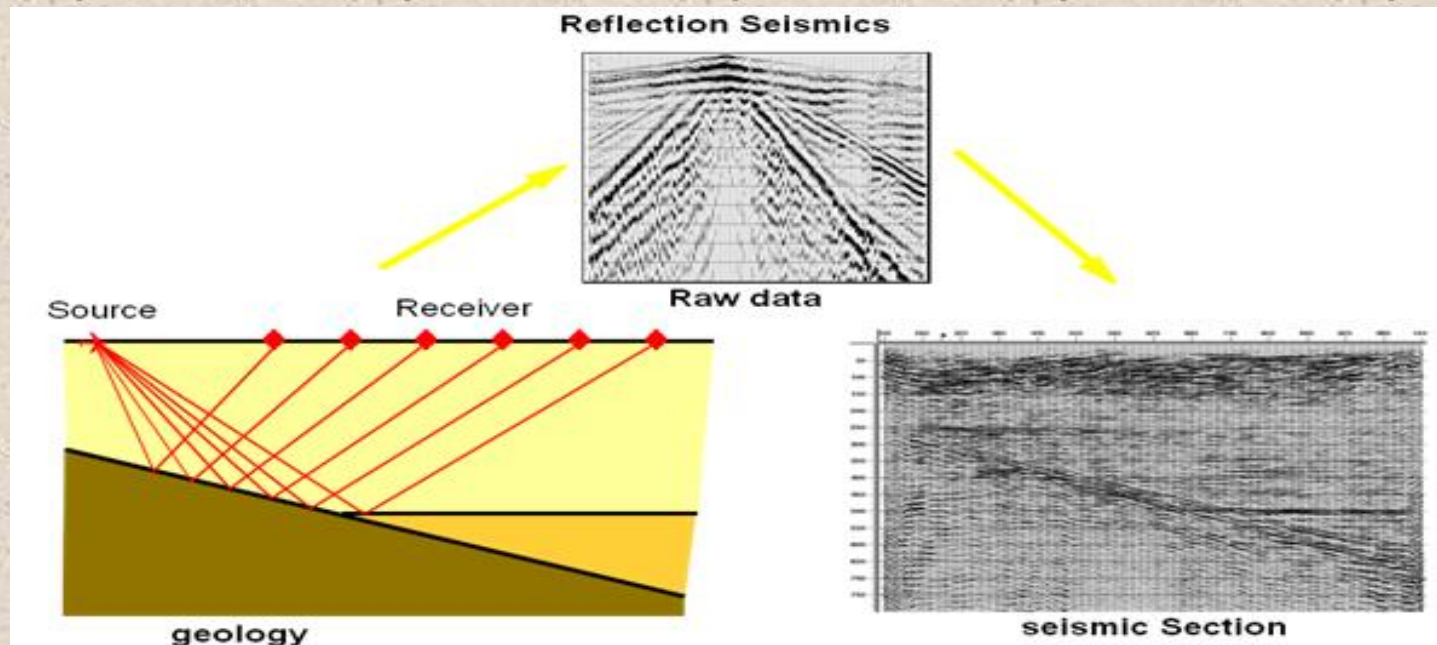 Reflection Seismics
Raw data
Source
Receiver
geology
seismic Section